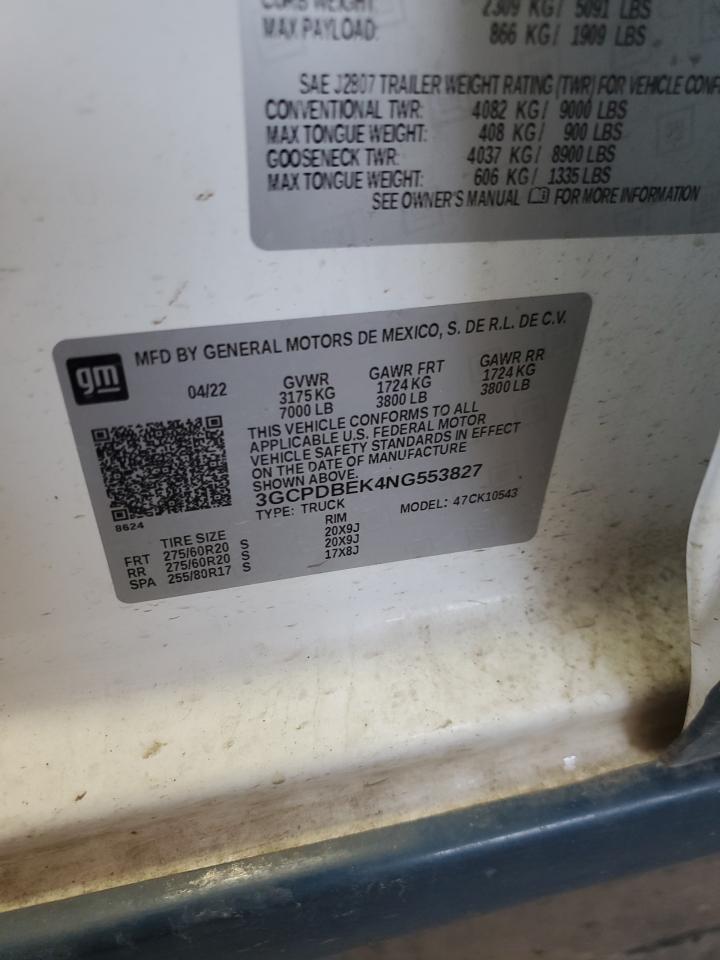 CURB WEIGHT: 2309 KG/ 5091 LBS
MAX PAYLOAD: 866 KG/ 1909 LBS
SAE J2807 TRAILER WEIGHT RATING (TWR) FOR VEHICLE
CONVENTIONAL TWR: 4082 KG/ 9000 LBS
MAX TONGUE WEIGHT: 408 KG/ 900 LBS
GOOSENECK TWR: 4037 KG/ 8900 LBS
MAX TONGUE WEIGHT: 606 KG/ 1335 LBS
SEE OWNER'S MANUAL FOR MORE INFORMATION
gm
MFD BY GENERAL MOTORS DE MEXICO, S. DE R.L. DE C.V.
04/22 GVWR GAWR FRT GAWR RR
3175 KG 1724 KG 1724 KG
7000 LB 3800 LB 3800 LB
THIS VEHICLE CONFORMS TO ALL
APPLICABLE U.S. FEDERAL MOTOR
VEHICLE SAFETY STANDARDS IN EFFECT
ON THE DATE OF MANUFACTURE
SHOWN ABOVE.
3GCPDBEK4NG553827
8624
TYPE: TRUCK MODEL: 47CK10543
TIRE SIZE RIM
FRT 275/60R20 S 20X9J
RR 275/60R20 S 20X9J
SPA 255/80R17 S 17X8J